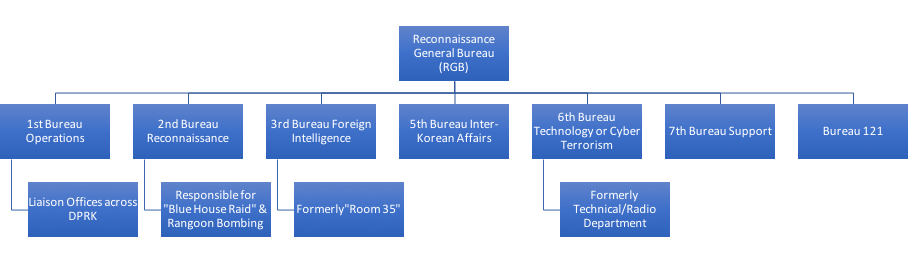 Reconnaissance
General Bureau
(RGB)
1st Bureau
Operations
2nd Bureau
Reconnaissance
3rd Bureau Foreign
Intelligence
5th Bureau Inter-
Korean Affairs
6th Bureau
Technology or Cyber
Terrorism
7th Bureau Support
Bureau 121
Liaison Offices across
DPRK
Responsible for
"Blue House Raid" &
Rangoon Bombing
Formerly"Room 35"
Formerly
Technical/Radio
Department